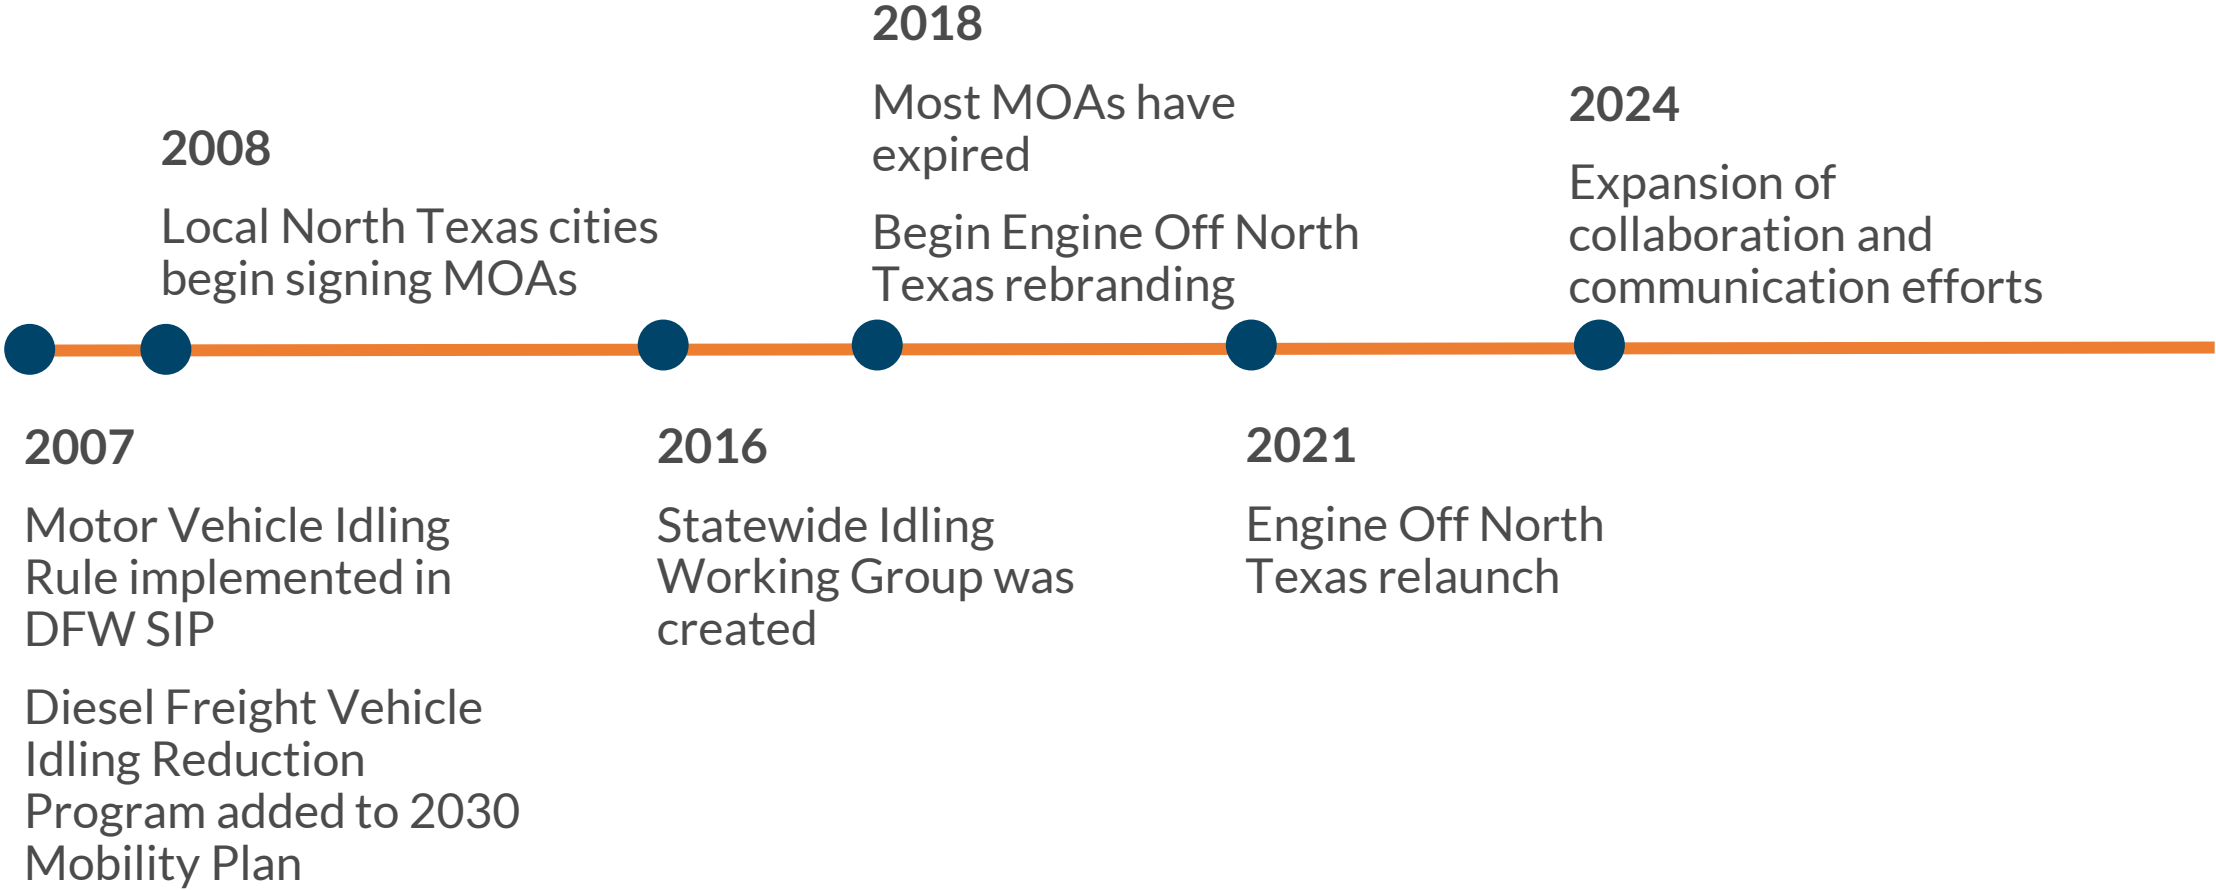 2007
Motor Vehicle Idling
Rule implemented in
DFW SIP
Diesel Freight Vehicle
Idling Reduction
Program added to 2030
Mobility Plan
2008
Local North Texas cities
begin signing MOAs
2016
Statewide Idling
Working Group was
created
2018
Most MOAs have
expired
Begin Engine Off North
Texas rebranding
2021
Engine Off North
Texas relaunch
2024
Expansion of
collaboration and
communication efforts